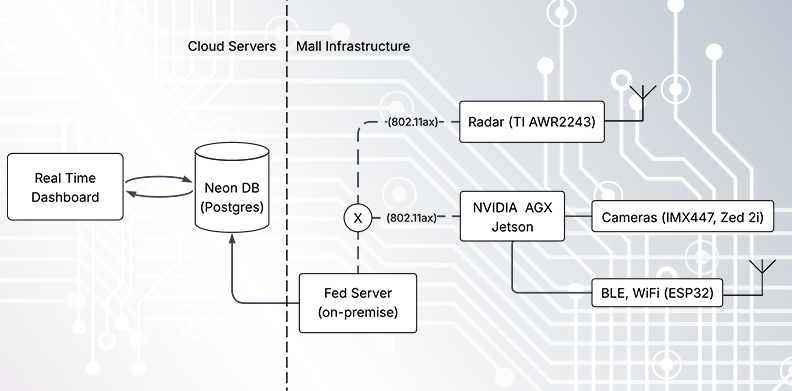 Cloud Servers
Mall Infrastructure
(802.11ax)
Radar (TI AWR2243)
Real Time
Dashboard
Neon DB
(Postgres)
X
(802.11ax)
NVIDIA AGX
Jetson
Cameras (IMX447, Zed 2i)
Fed Server
(on-premise)
BLE, WiFi (ESP32)